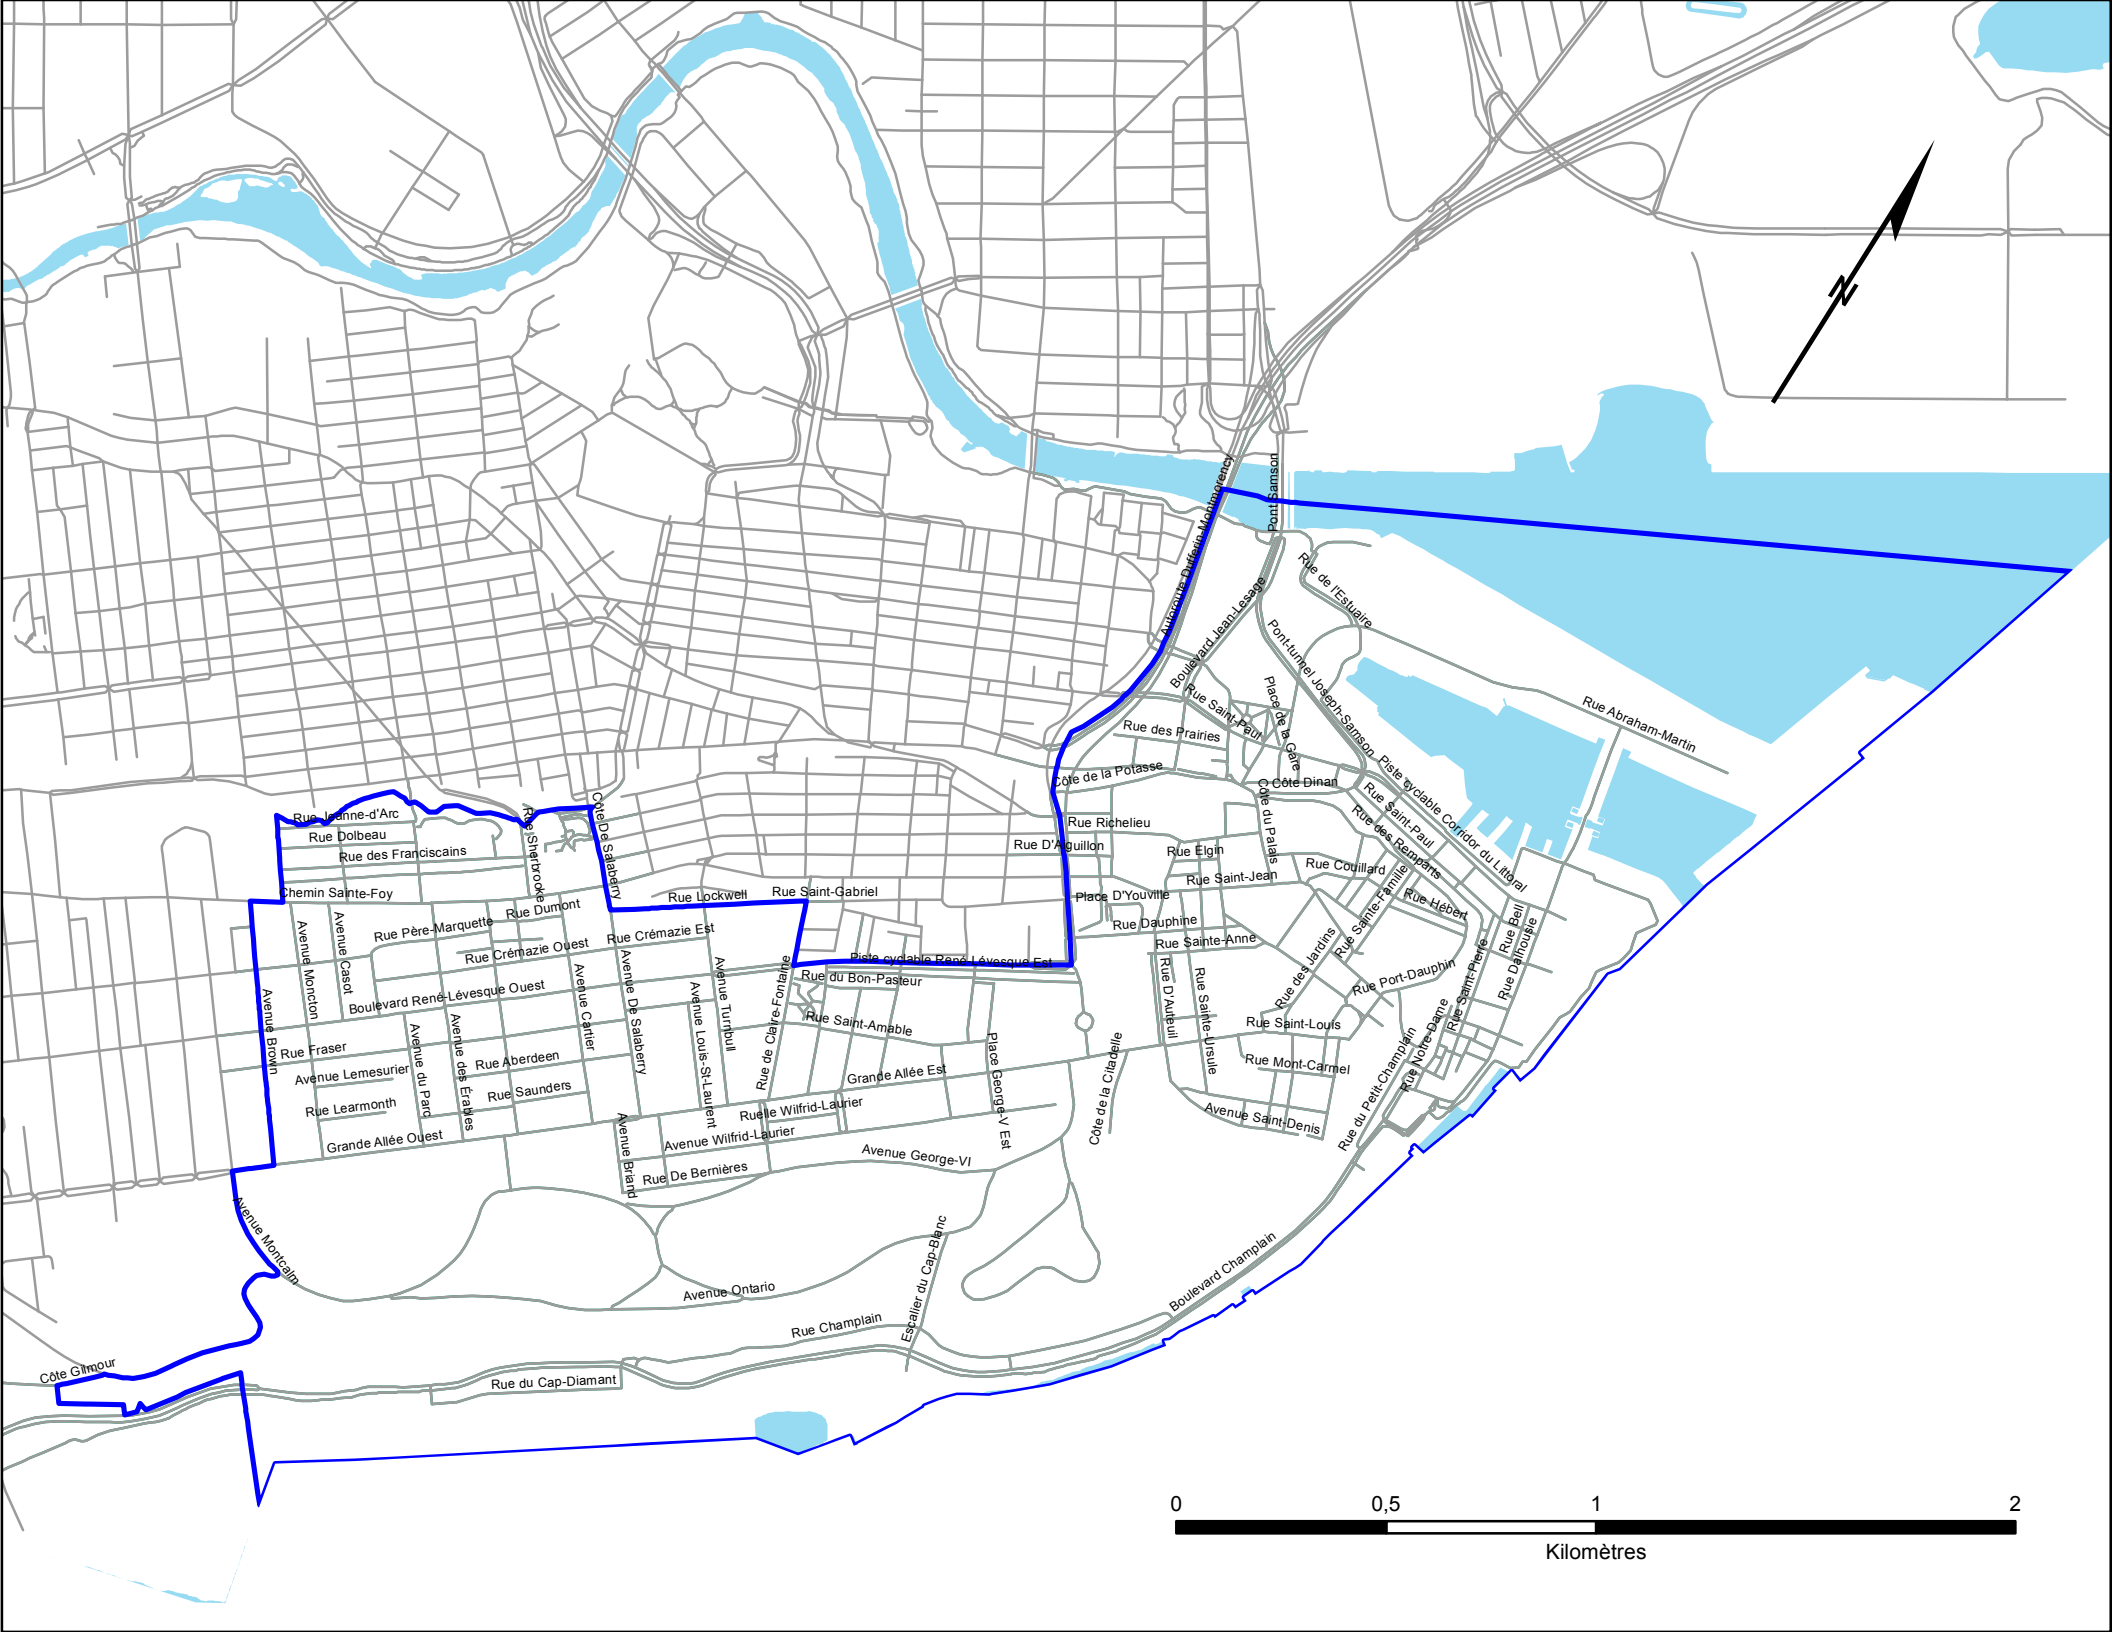 Autoroute Dufferin-Montmorency
Pont Samson
Rue de l'Estuaire
Boulevard Jean-Lesage
Pont-tunnel Joseph-Samson
Rue Saint-Paul
Place de la Gare
Rue Abraham-Martin
Rue des Prairies
Côte de la Potasse
Côte Dinan
Piste cyclable Corridor du Littoral
Rue Jeanne-d'Arc
Rue Dolbeau
Rue des Franciscains
Rue Sherbrooke
Côte De Salaberry
Rue Richelieu
Rue D'Aiguillon
Rue Elgin
Côte du Palais
Rue Saint-Paul
Rue des Remparts
Rue Couillard
Chemin Sainte-Foy
Rue Lockwell
Rue Saint-Gabriel
Rue Saint-Jean
Place D'Youville
Rue Sainte-Famille
Rue Hébert
Rue Dumont
Rue Père-Marquette
Rue Crémazie Est
Rue Crémazie Ouest
Rue Dauphine
Rue Sainte-Anne
Rue Bell
Rue Dalhousie
Avenue Moncton
Avenue Casot
Piste cyclable René-Lévesque Est
Rue du Bon-Pasteur
Rue des Jardins
Rue Port-Dauphin
Rue Saint-Pierre
Boulevard René-Lévesque Ouest
Avenue Cartier
Avenue De Salaberry
Avenue Turnbull
Avenue Louis-St-Laurent
Rue de Claire-Fontaine
Rue Saint-Amable
Rue D'Auteuil
Rue Sainte-Ursule
Rue Saint-Louis
Avenue Brown
Rue Fraser
Avenue du Parc
Avenue des Érables
Rue Aberdeen
Avenue Lemesurier
Rue Saunders
Rue Learmonth
Grande Allée Est
Place George-V Est
Côte de la Citadelle
Rue Mont-Carmel
Rue Notre-Dame
Rue du Petit-Champlain
Ruelle Wilfrid-Laurier
Avenue Saint-Denis
Grande Allée Ouest
Avenue Briand
Avenue Wilfrid-Laurier
Rue De Bernières
Avenue George-VI
Avenue Montcalm
Avenue Ontario
Escalier du Cap-Blanc
Boulevard Champlain
Rue Champlain
Côte Gilmour
Rue du Cap-Diamant
N
0 0,5 1 2
Kilomètres